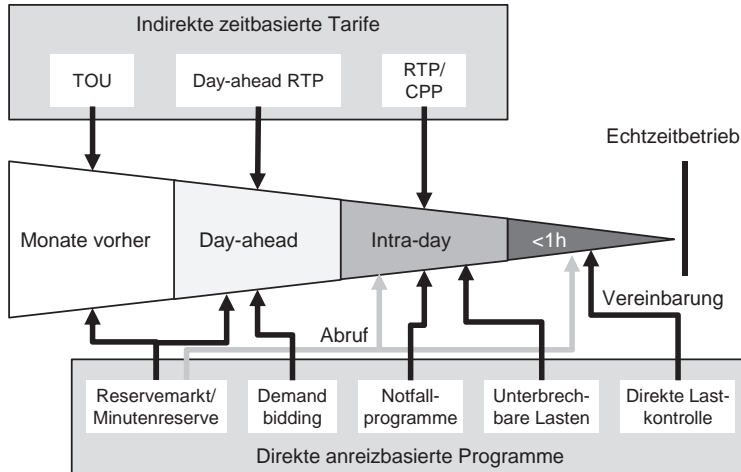 Indirekte zeitbasierte Tarife
TOU
Day-ahead RTP
RTP/
CPP
Echtzeitbetrieb
Monate vorher
Day-ahead
Intra-day
<1h
Vereinbarung
Abruf
Reservemarkt/
Minutenreserve
Demand
bidding
Notfall-
programme
Unterbrech-
bare Lasten
Direkte Last-
kontrolle
Direkte anreizbasierte Programme